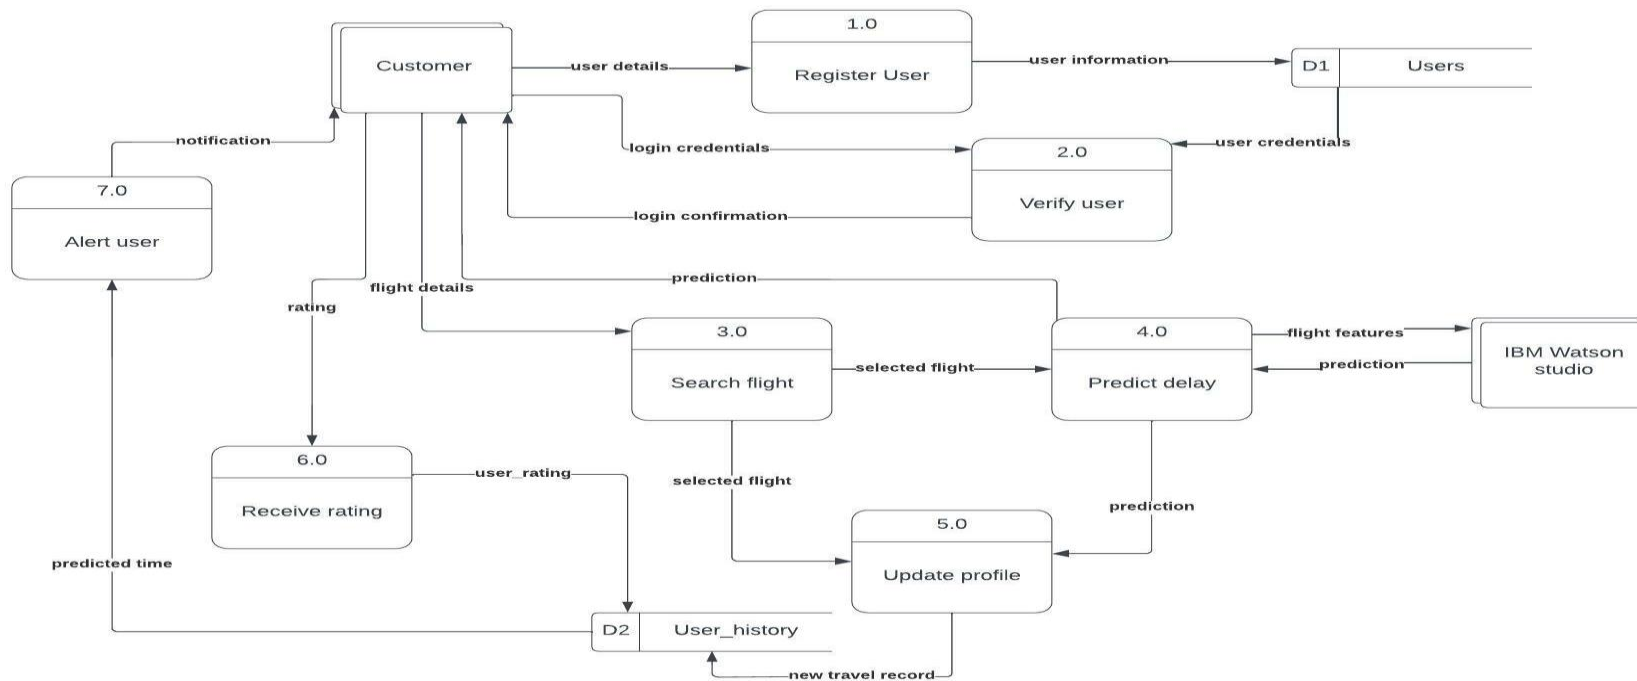 1.0
Register User
Customer
user details
user information
D1
Users
notification
login credentials
user credentials
2.0
Verify user
7.0
Alert user
login confirmation
prediction
flight details
rating
3.0
Search flight
selected flight
4.0
Predict delay
flight features
prediction
IBM Watson
studio
6.0
Receive rating
user_rating
selected flight
prediction
5.0
Update profile
predicted time
D2
User_history
new travel record